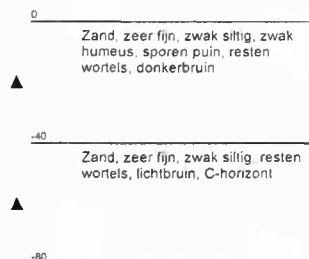 0
Zand, zeer fijn, zwak siltig, zwak
humeus, sporen puin, resten
wortels, donkerbruin
-40
Zand, zeer fijn, zwak siltig, resten
wortels, lichtbruin, C-horizont
-80